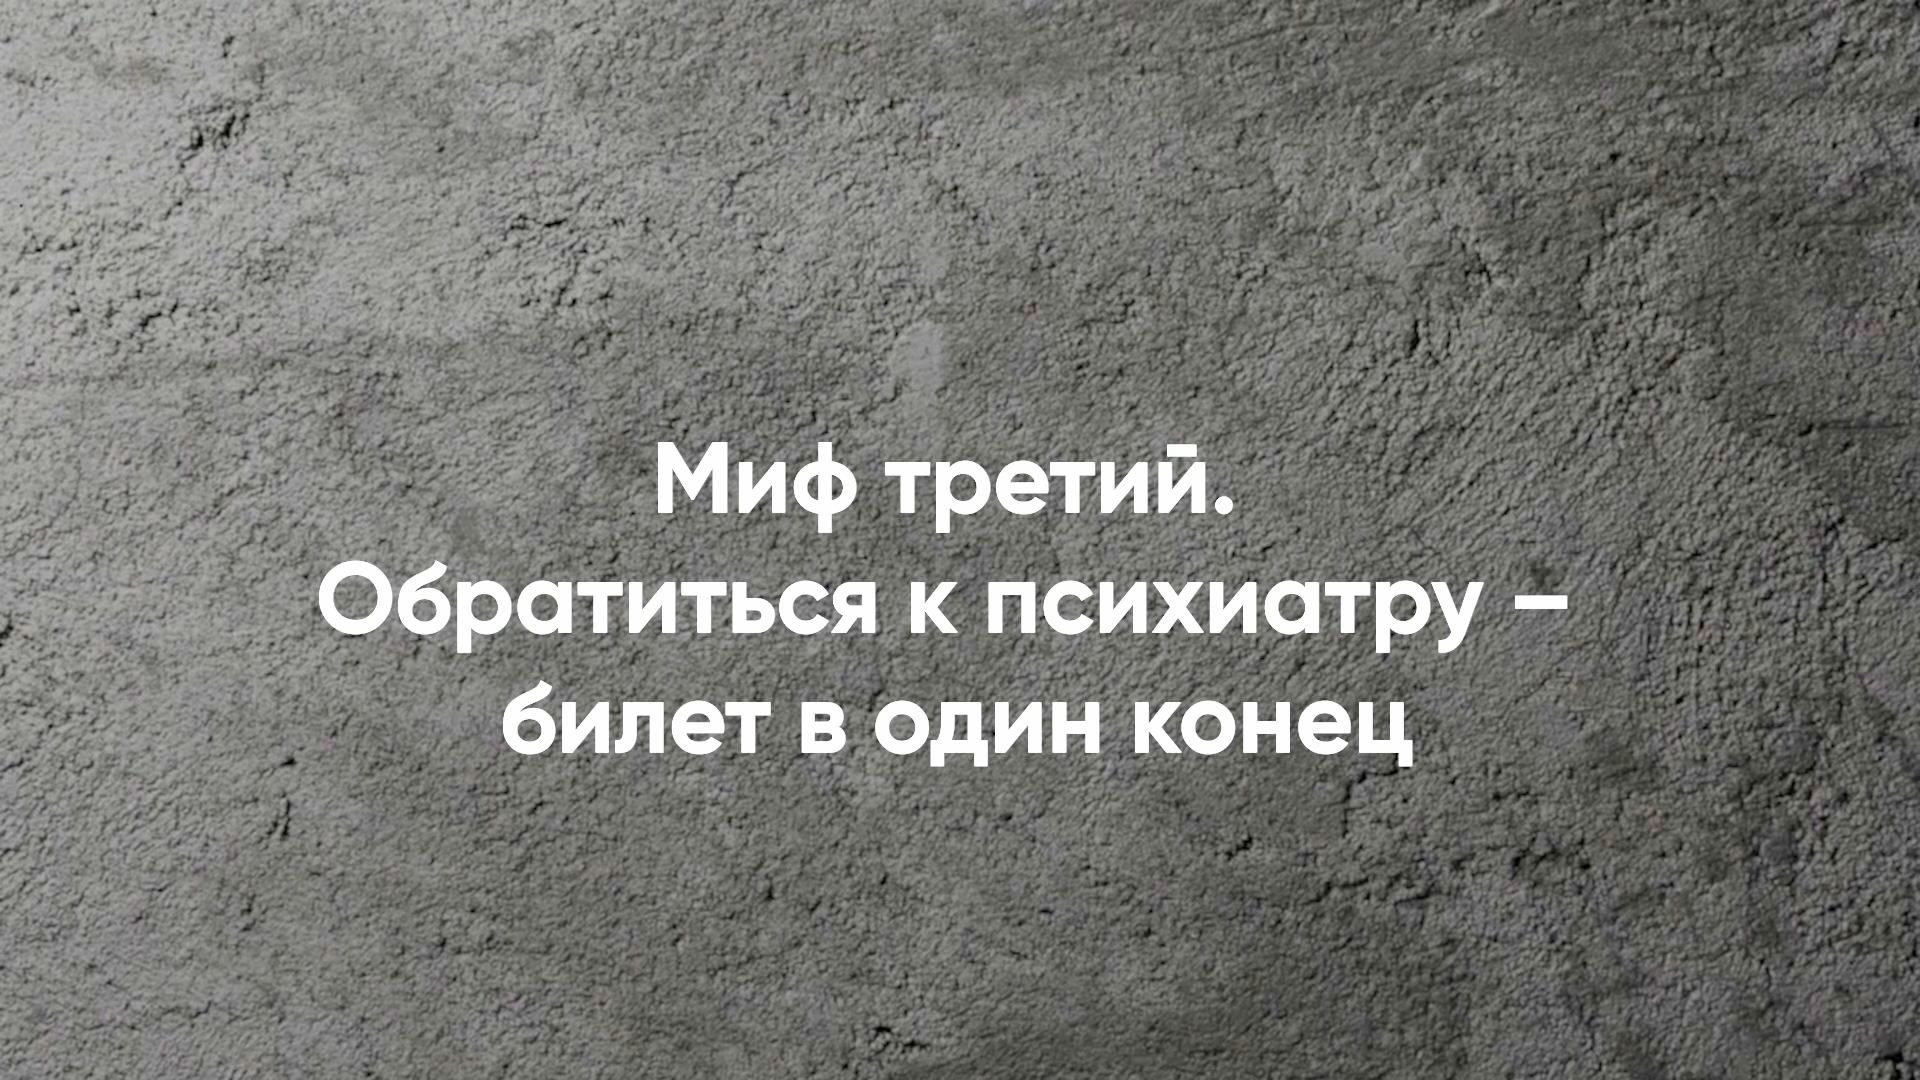 Миф третий.
Обратиться к психиатру –
билет в один конец